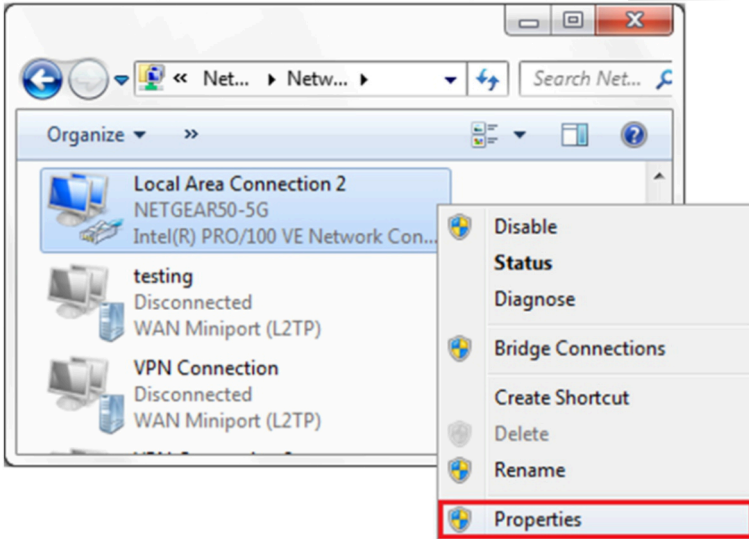 Net... Netw... Search Net...
Organize
Local Area Connection 2
NETGEAR50-5G
Intel(R) PRO/100 VE Network Con...
testing
Disconnected
WAN Miniport (L2TP)
VPN Connection
Disconnected
WAN Miniport (L2TP)
Disable
Status
Diagnose
Bridge Connections
Create Shortcut
Delete
Rename
Properties